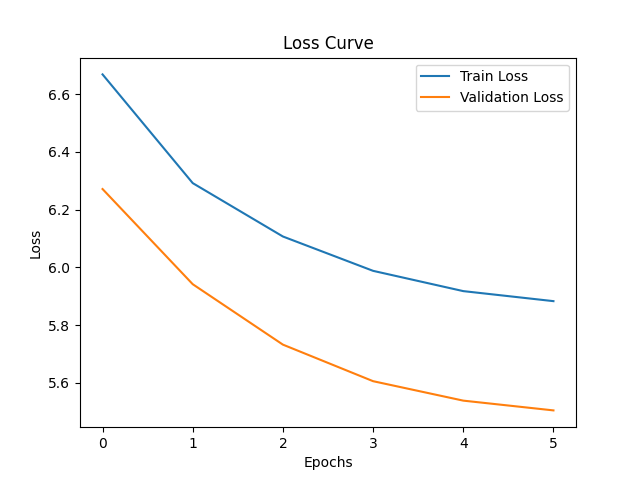 Loss Curve
Train Loss
Validation Loss
6.6
6.4
6.2
6.0
5.8
5.6
Loss
0 1 2 3 4 5
Epochs